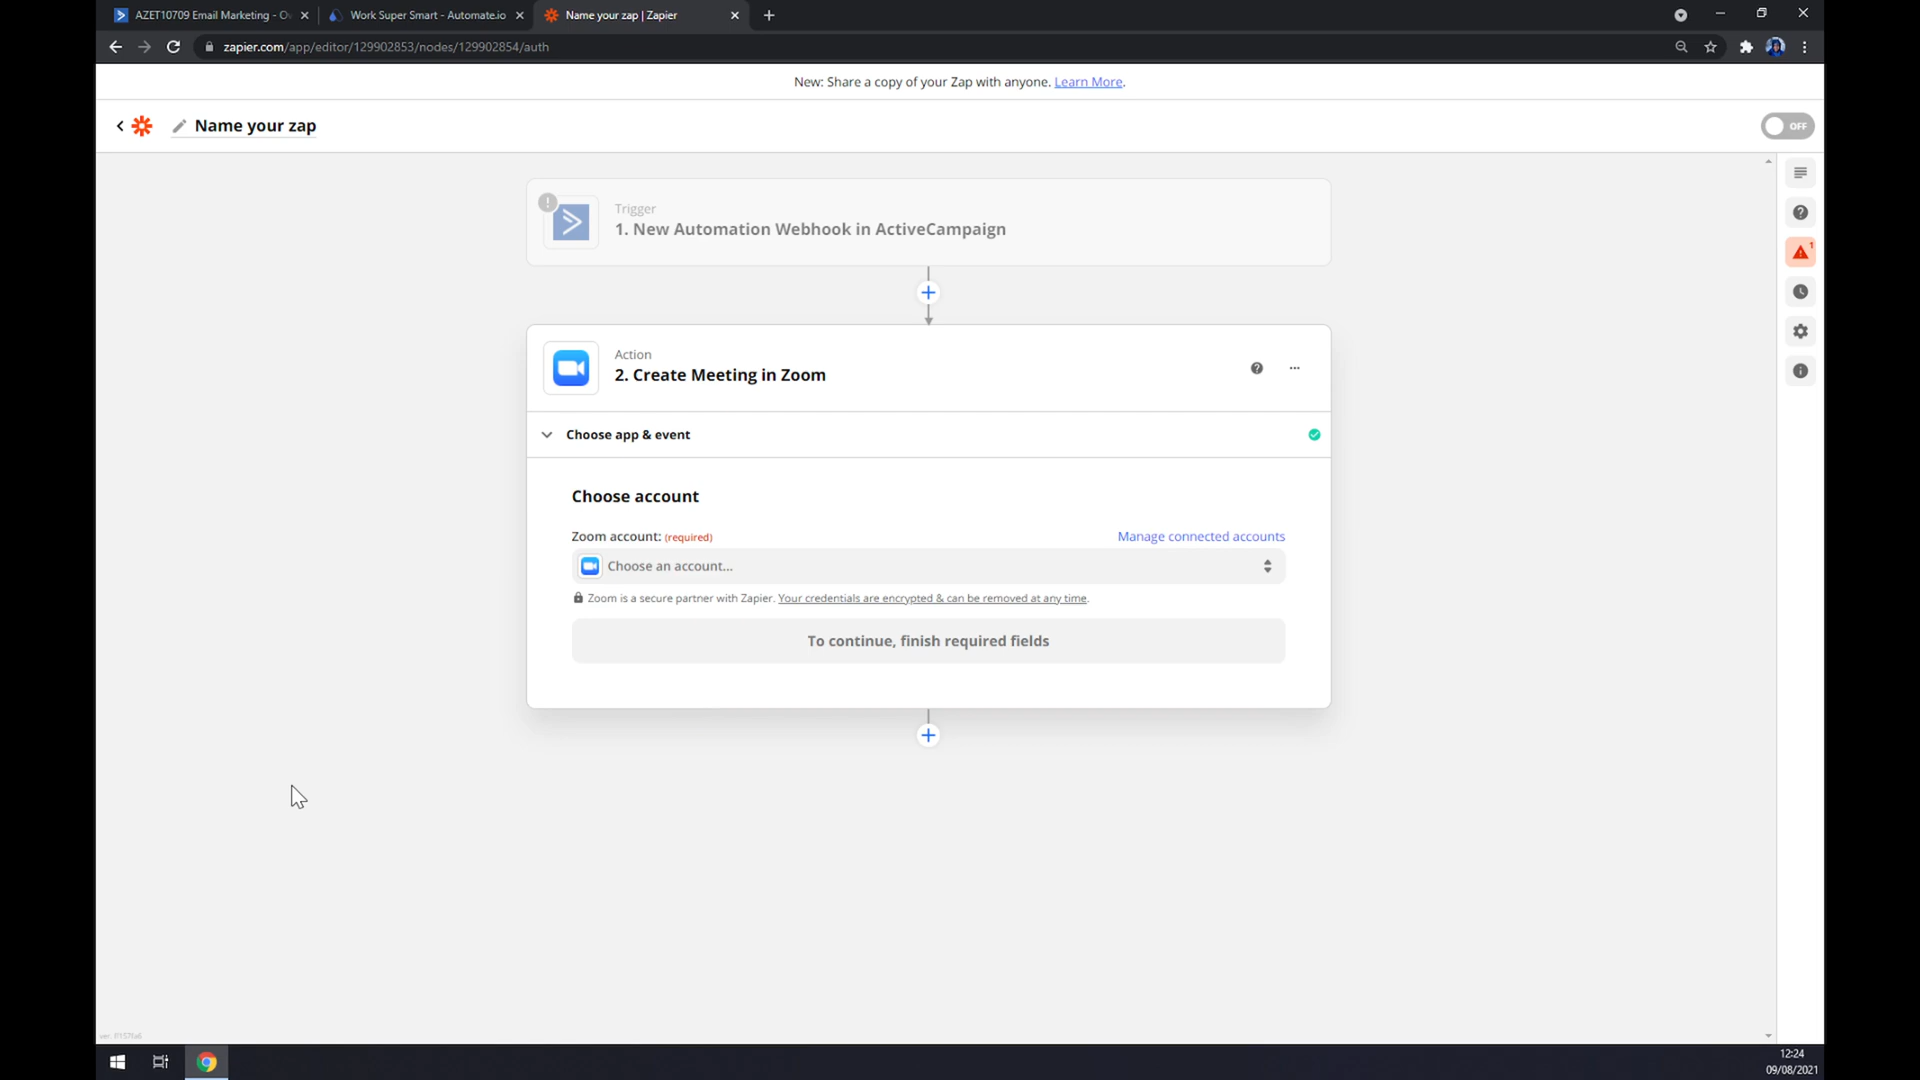 AZET10709 Email Marketing - Ov
Work Super Smart - Automate.io
Name your zap | Zapier
zapier.com/app/editor/129902853/nodes/129902854/auth
New: Share a copy of your Zap with anyone. Learn More.
Name your zap
OFF
Trigger
1. New Automation Webhook in ActiveCampaign
1
Action
2. Create Meeting in Zoom
Choose app & event
Choose account
Zoom account: (required)
Manage connected accounts
Choose an account...
Zoom is a secure partner with Zapier. Your credentials are encrypted & can be removed at any time.
To continue, finish required fields
12:24
09/08/2021